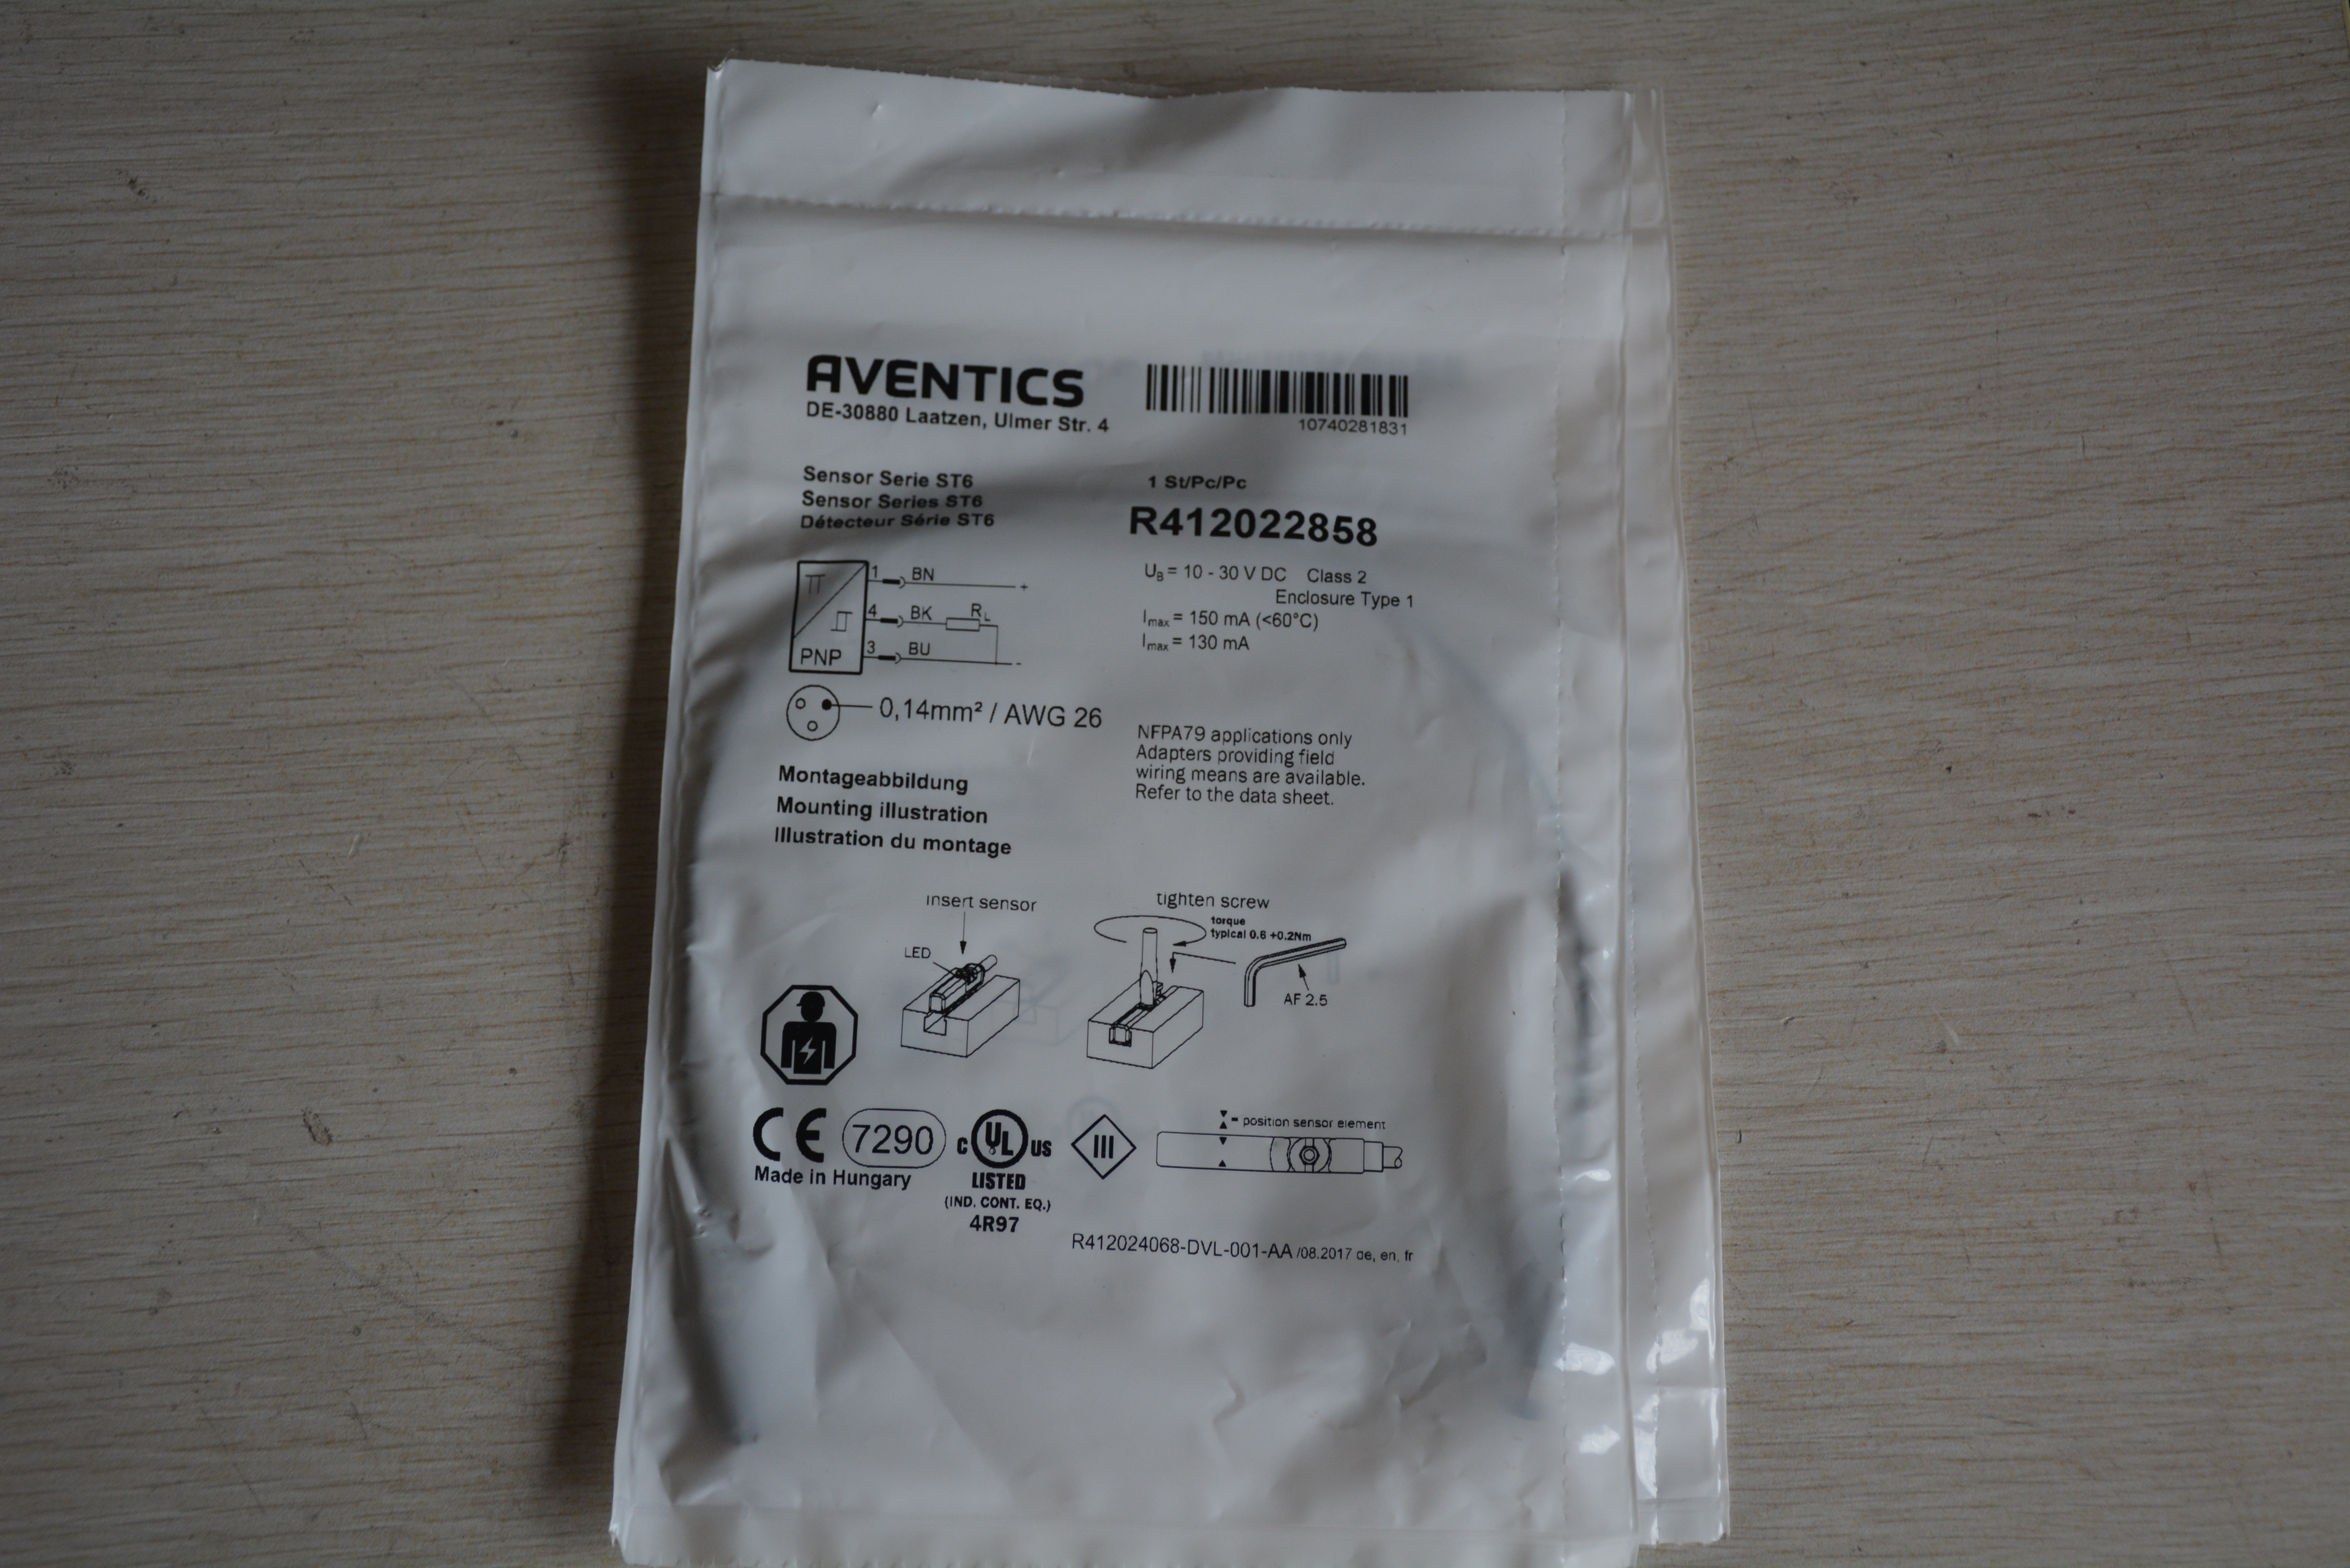 AVENTICS
DE-30880 Laatzen, Ulmer Str. 4
10740281831
Sensor Serie ST6
Sensor Series ST6
Détecteur Série ST6
1 St/Pc/Pc
R412022858
UB = 10 - 30 V DC Class 2
Enclosure Type 1
Imax = 150 mA (<60°C)
Imax = 130 mA
1 BN +
4 BK RL
3 BU -
PNP
0,14mm² / AWG 26
NFPA79 applications only
Adapters providing field
wiring means are available.
Refer to the data sheet.
Montageabbildung
Mounting illustration
Illustration du montage
insert sensor
LED
tighten screw
torque
typical 0.6 +0.2Nm
AF 2.5
CE 7290
Made in Hungary
C UL US
LISTED
(IND. CONT. EQ.)
4R97
III
= position sensor element
R412024068-DVL-001-AA /08.2017 de, en, fr